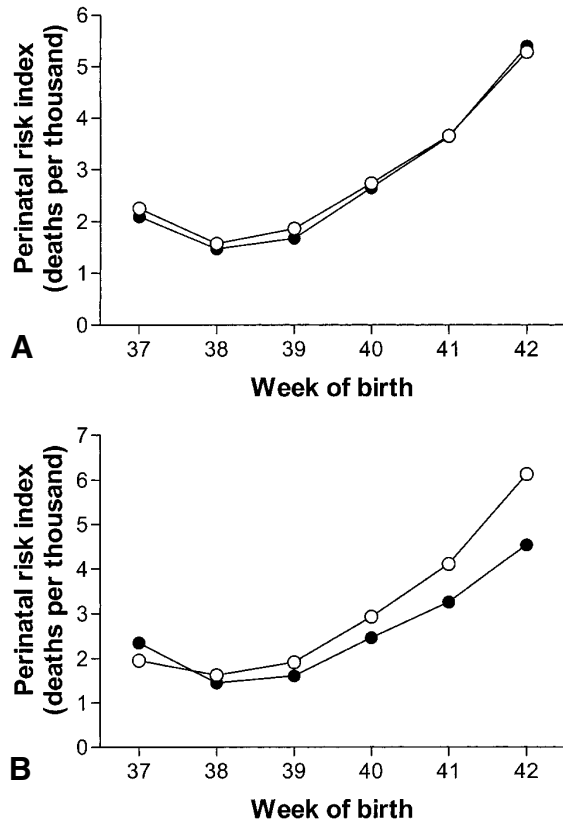 Perinatal risk index
(deaths per thousand)
6
5
4
3
2
1
0
37 38 39 40 41 42
Week of birth
A
Perinatal risk index
(deaths per thousand)
7
6
5
4
3
2
1
0
37 38 39 40 41 42
Week of birth
B